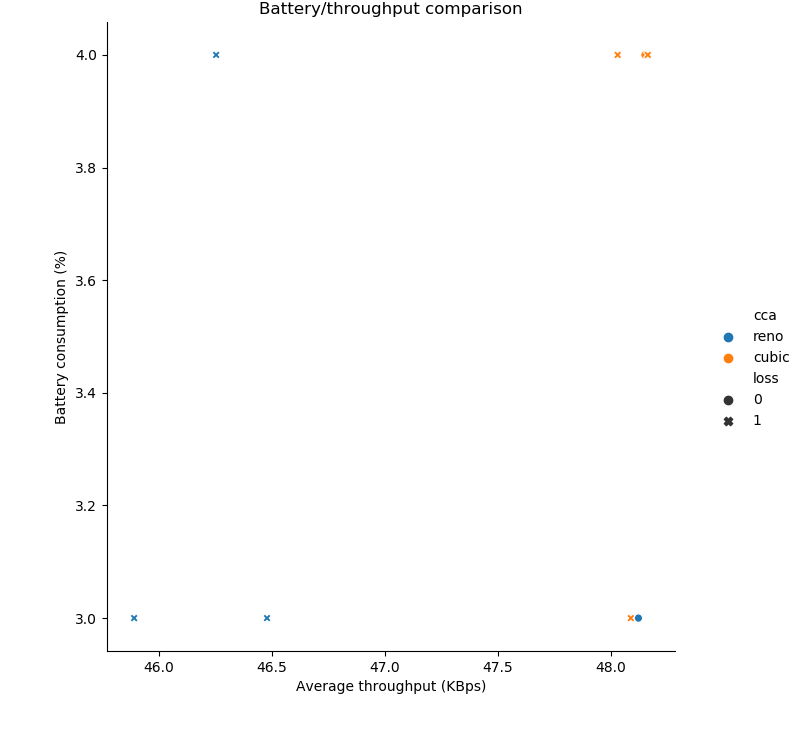 Battery/throughput comparison
4.0
3.8
3.6
3.4
3.2
3.0
Battery consumption (%)
46.0
46.5
47.0
47.5
48.0
Average throughput (KBps)
cca
reno
cubic
loss
0
1